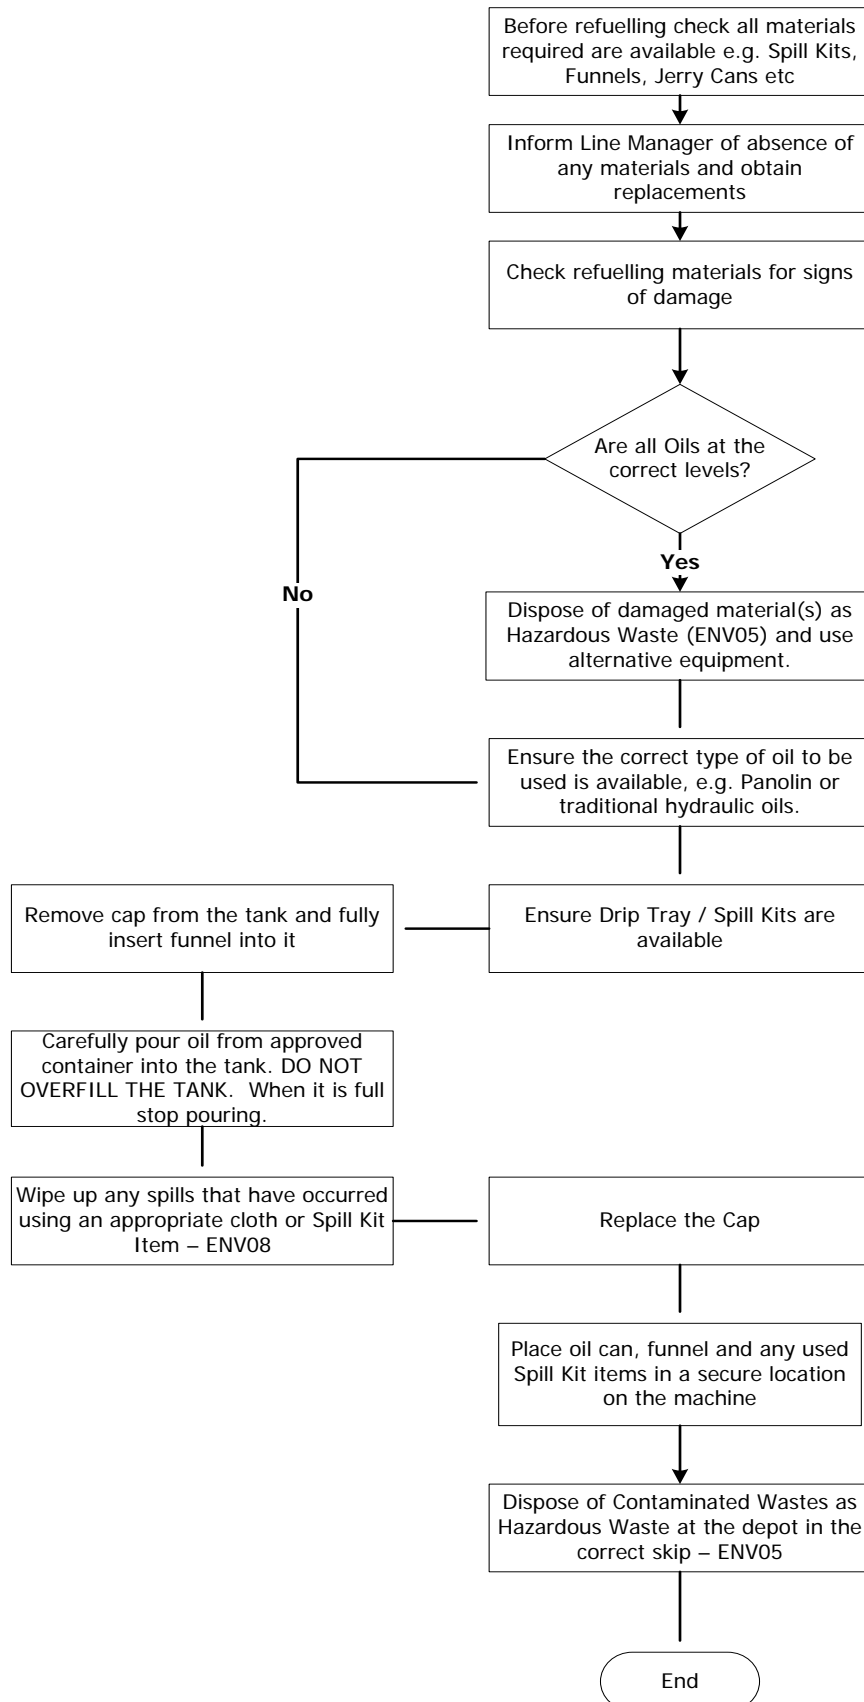 Before refuelling check all materials
required are available e.g. Spill Kits,
Funnels, Jerry Cans etc
Inform Line Manager of absence of
any materials and obtain
replacements
Check refuelling materials for signs
of damage
Are all Oils at the
correct levels?
Yes
No
Dispose of damaged material(s) as
Hazardous Waste (ENV05) and use
alternative equipment.
Ensure the correct type of oil to be
used is available, e.g. Panolin or
traditional hydraulic oils.
Ensure Drip Tray / Spill Kits are
available
Remove cap from the tank and fully
insert funnel into it
Carefully pour oil from approved
container into the tank. DO NOT
OVERFILL THE TANK.  When it is full
stop pouring.
Wipe up any spills that have occurred
using an appropriate cloth or Spill Kit
Item – ENV08
Replace the Cap
Place oil can, funnel and any used
Spill Kit items in a secure location
on the machine
Dispose of Contaminated Wastes as
Hazardous Waste at the depot in the
correct skip – ENV05
End